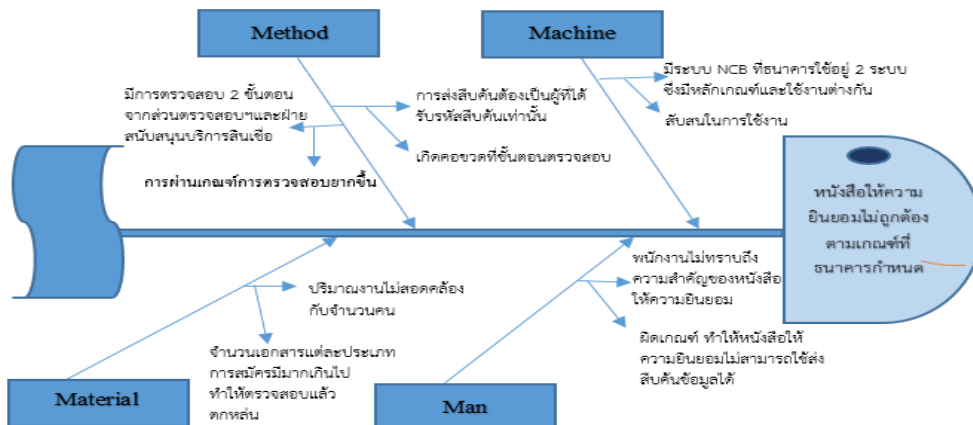 Method
Machine
มีการตรวจสอบ 2 ขั้นตอน
จากส่วนตรวจสอบฯและฝ่าย
สนับสนุนบริการสินเชื่อ
การผ่านเกณฑ์การตรวจสอบยากขึ้น
การส่งสืบค้นต้องเป็นผู้ที่ได้
รับรหัสสืบค้นเท่านั้น
เกิดคอขวดที่ขั้นตอนตรวจสอบ
มีระบบ NCB ที่ธนาคารใช้อยู่ 2 ระบบ
ซึ่งมีหลักเกณฑ์และใช้งานต่างกัน
สับสนในการใช้งาน
หนังสือให้ความ
ยินยอมไม่ถูกต้อง
ตามเกณฑ์ที่
ธนาคารกำหนด
ปริมาณงานไม่สอดคล้อง
กับจำนวนคน
จำนวนเอกสารแต่ละประเภท
การสมัครมีมากเกินไป
ทำให้ตรวจสอบแล้ว
ตกหล่น
พนักงานไม่ทราบถึง
ความสำคัญของหนังสือ
ให้ความยินยอม
ผิดเกณฑ์ ทำให้หนังสือให้
ความยินยอมไม่สามารถใช้ส่ง
สืบค้นข้อมูลได้
Material
Man